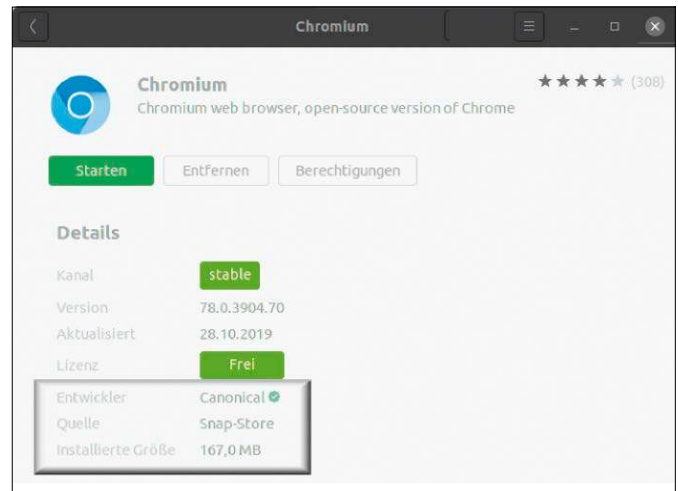 Chromium
Chromium
★★★★★ (308)
Chromium web browser, open-source version of Chrome
Starten Entfernen Berechtigungen
Details
Kanal stable
Version 78.0.3904.70
Aktualisiert 28.10.2019
Lizenz Frei
Entwickler Canonical
Quelle Snap-Store
Installierte Größe 167,0 MB